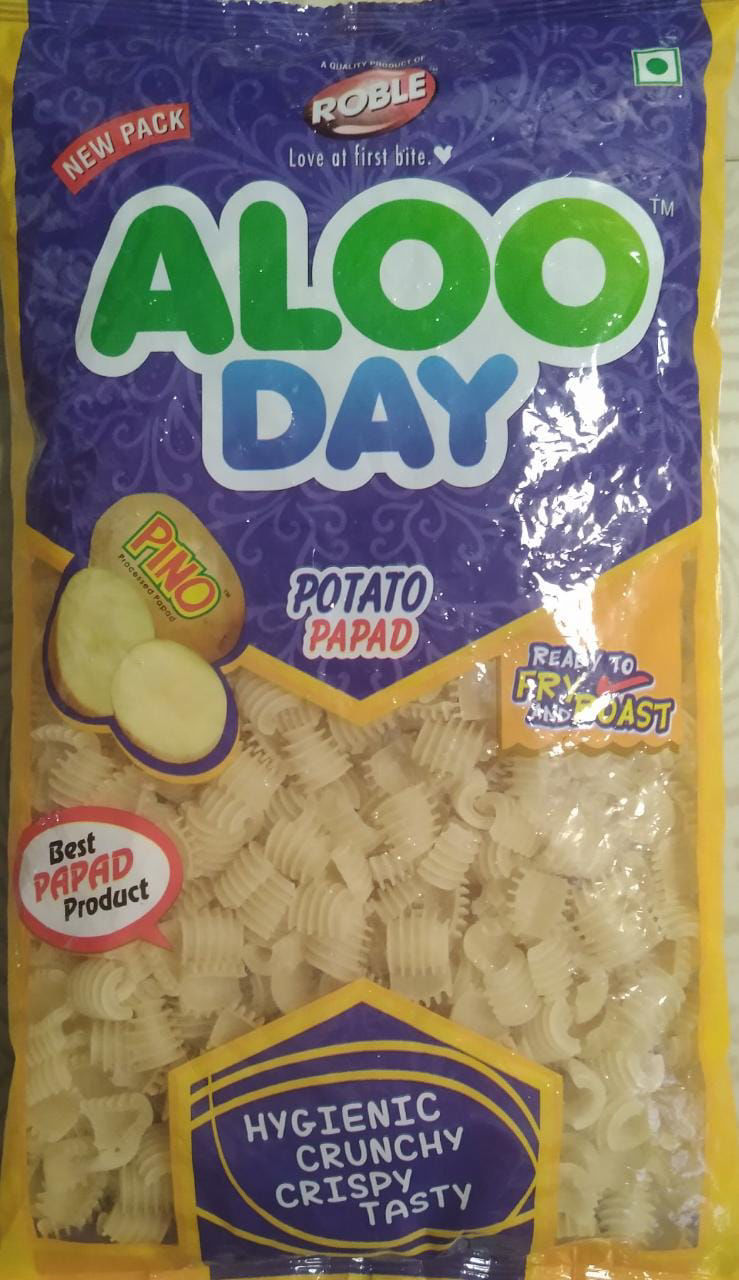 A QUALITY PRODUCT OF
ROBLE
Love at first bite.
NEW PACK
ALOO
TM
DAY
PINO
TM
Processed Papad
POTATO
PAPAD
READY TO
FRY
AND ROAST
Best
PAPAD
Product
HYGIENIC
CRUNCHY
CRISPY
TASTY